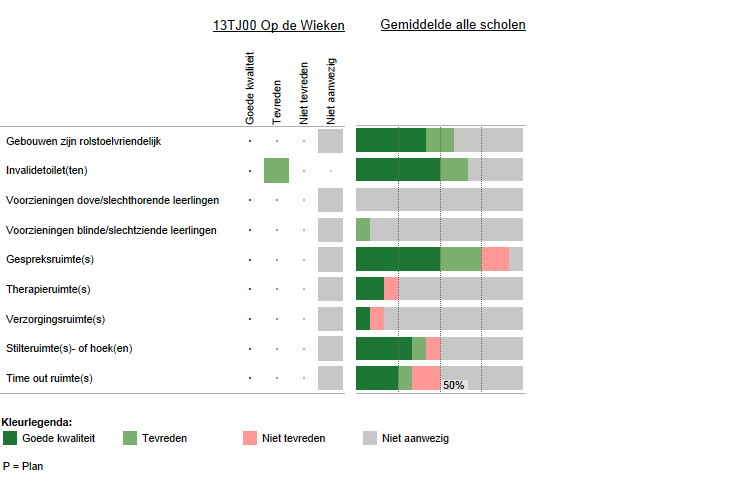 13TJ00 Op de Wieken
Gemiddelde alle scholen
Goede kwaliteit
Tevreden
Niet tevreden
Niet aanwezig
Gebouwen zijn rolstoelvriendelijk
Invalidetoilet(ten)
Voorzieningen dove/slechthorende leerlingen
Voorzieningen blinde/slechtziende leerlingen
Gespreksruimte(s)
Therapieruimte(s)
Verzorgingsruimte(s)
Stilteruimte(s)- of hoek(en)
Time out ruimte(s)
50%
Kleurlegenda:
Goede kwaliteit Tevreden Niet tevreden Niet aanwezig
P = Plan